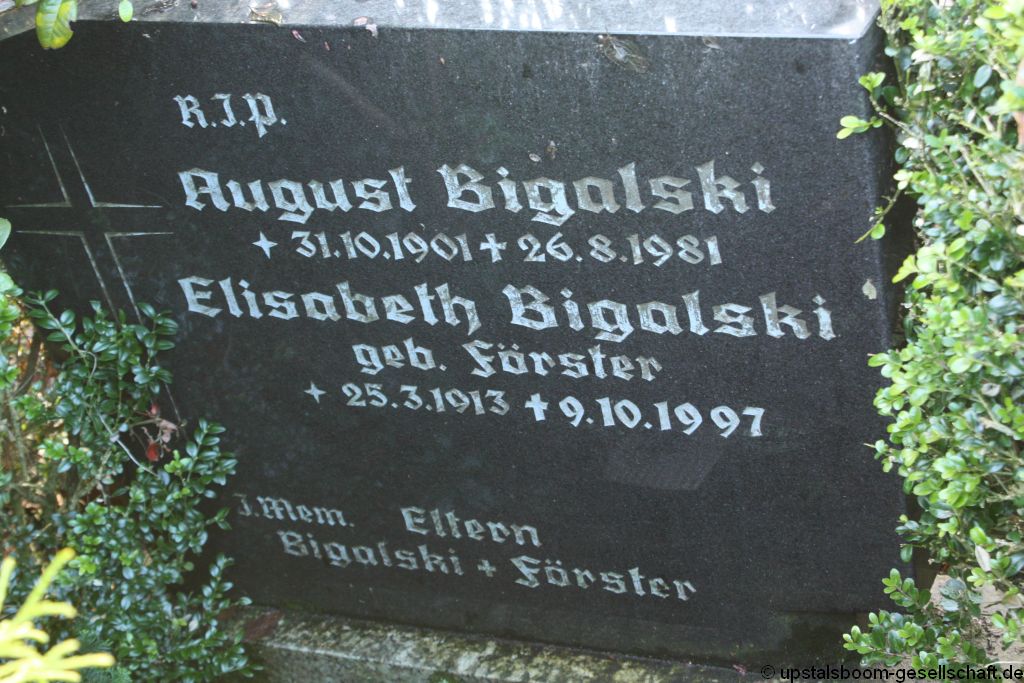 R.I.P.
August Bigalski
31.10.1901 ✝ 26.8.1981
Elisabeth Bigalski
geb. Förster
25.3.1913 ✝ 9.10.1997
J. Mem. Eltern
Bigalski + Förster
© upstalsboom-gesellschaft.de